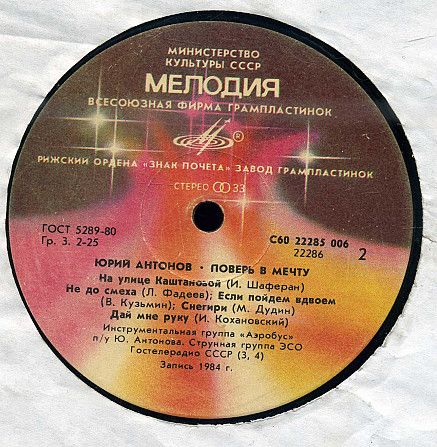 МИНИСТЕРСТВО
КУЛЬТУРЫ СССР
МЕЛОДИЯ
ВСЕСОЮЗНАЯ ФИРМА ГРАМПЛАСТИНОК
®
РИЖСКИЙ ОРДЕНА «ЗНАК ПОЧЕТА» ЗАВОД ГРАМПЛАСТИНОК
СТЕРЕО 33
ГОСТ 5289-80
Гр. 3. 2-25
С60 22285 006
22286
2
ЮРИЙ АНТОНОВ · ПОВЕРЬ В МЕЧТУ
На улице Каштановой (И. Шаферан)
Не до смеха (Л. Фадеев); Если пойдем вдвоем
(В. Кузьмин); Снегири (М. Дудин)
Дай мне руку (И. Кохановский)
Инструментальная группа «Аэробус»
п/у Ю. Антонова. Струнная группа ЭСО
Гостелерадио СССР (3, 4)
Запись 1984 г.